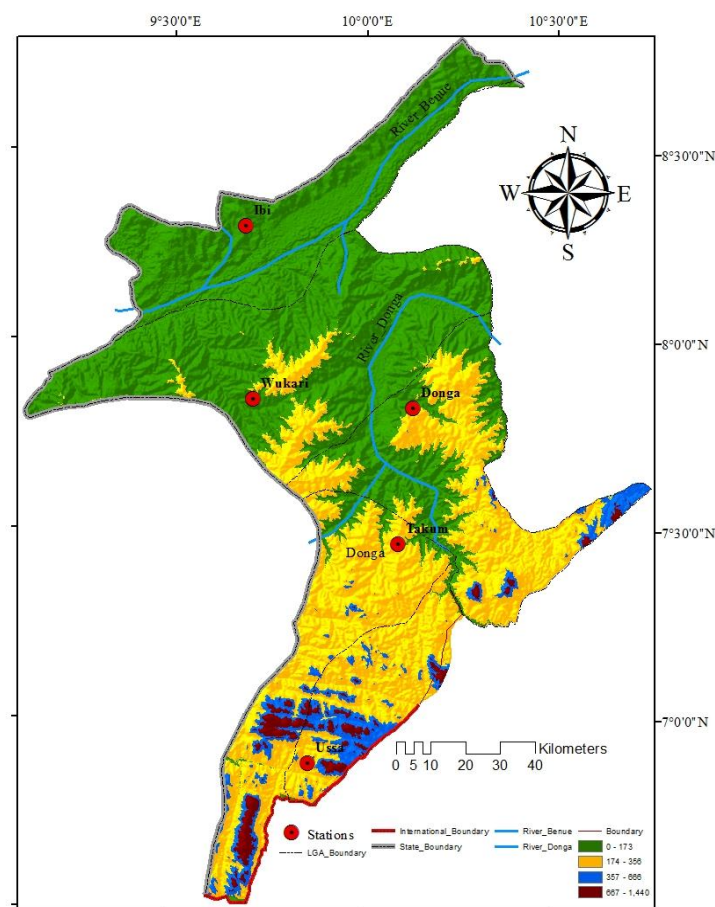 9°30'0"E 10°0'0"E 10°30'0"E
River_Benue
N
W E
S
8°30'0"N
Ibi
River_Donga
8°0'0"N
Wukari
Donga
7°30'0"N
Takum
Donga
7°0'0"N
Ussa
Kilometers
0 5 10 20 30 40
Stations
LGA_Boundary
International_Boundary
State_Boundary
River_Benue
River_Donga
Boundary
0 - 173
174 - 356
357 - 666
667 - 1,440